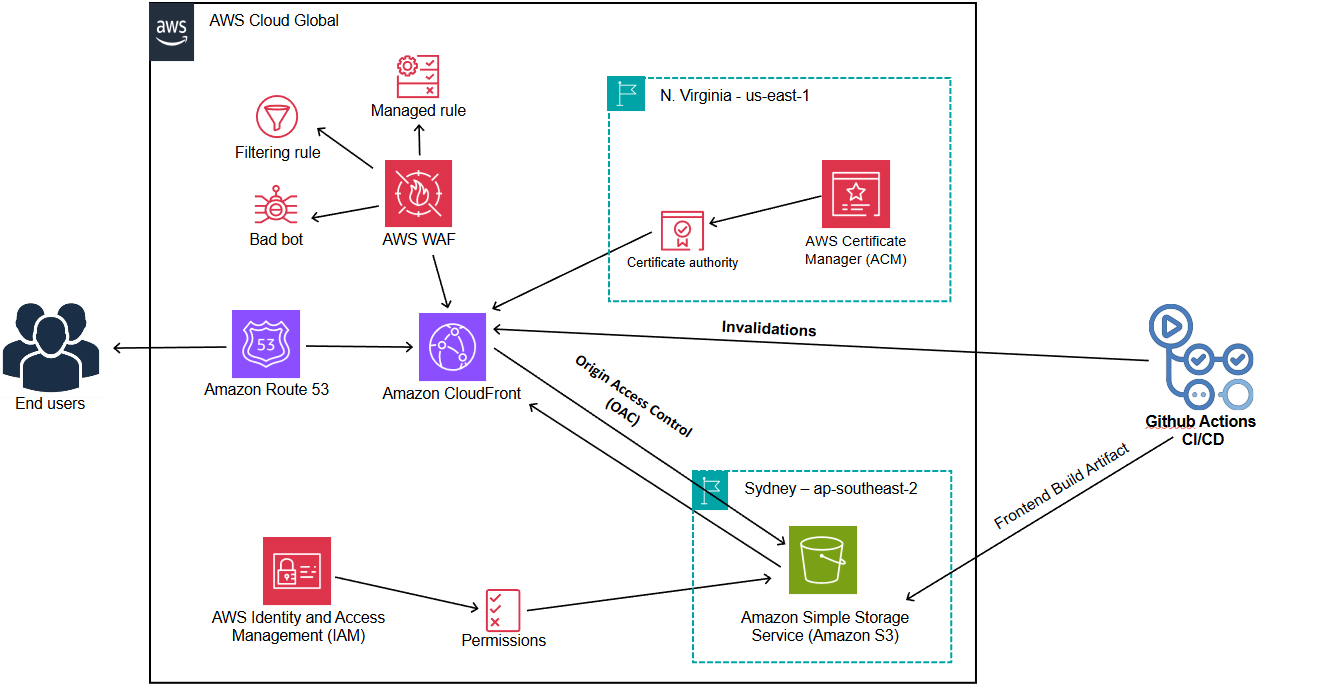 aws
AWS Cloud Global
Managed rule
Filtering rule
Bad bot
AWS WAF
N. Virginia - us-east-1
Certificate authority
AWS Certificate
Manager (ACM)
End users
53
Amazon Route 53
Amazon CloudFront
Invalidations
Origin Access Control
(OAC)
Github Actions
CI/CD
Frontend Build Artifact
Sydney – ap-southeast-2
Amazon Simple Storage
Service (Amazon S3)
AWS Identity and Access
Management (IAM)
Permissions